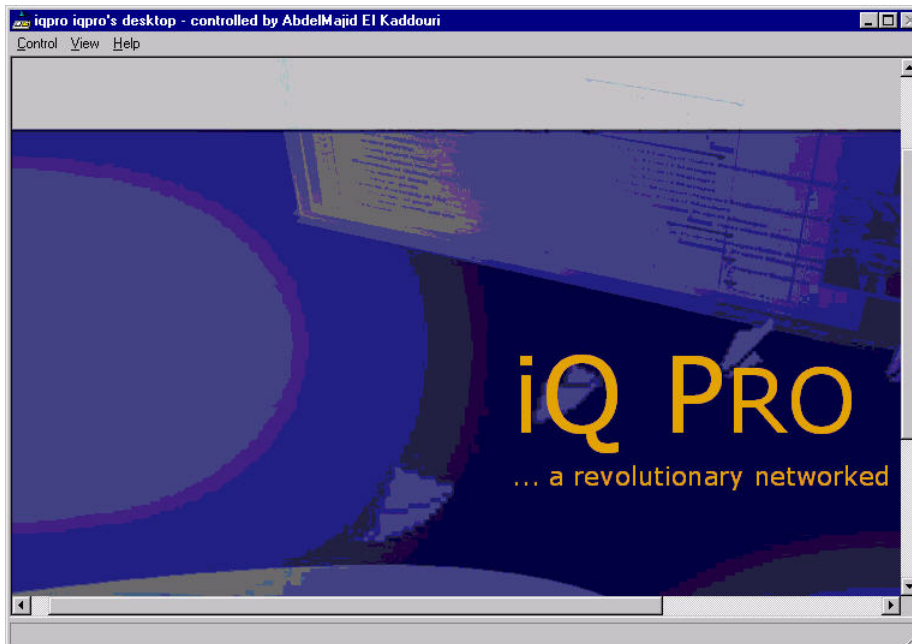 iqpro iqpro's desktop - controlled by AbdelMajid El Kaddouri
Control View Help
iQ PRO
... a revolutionary networked